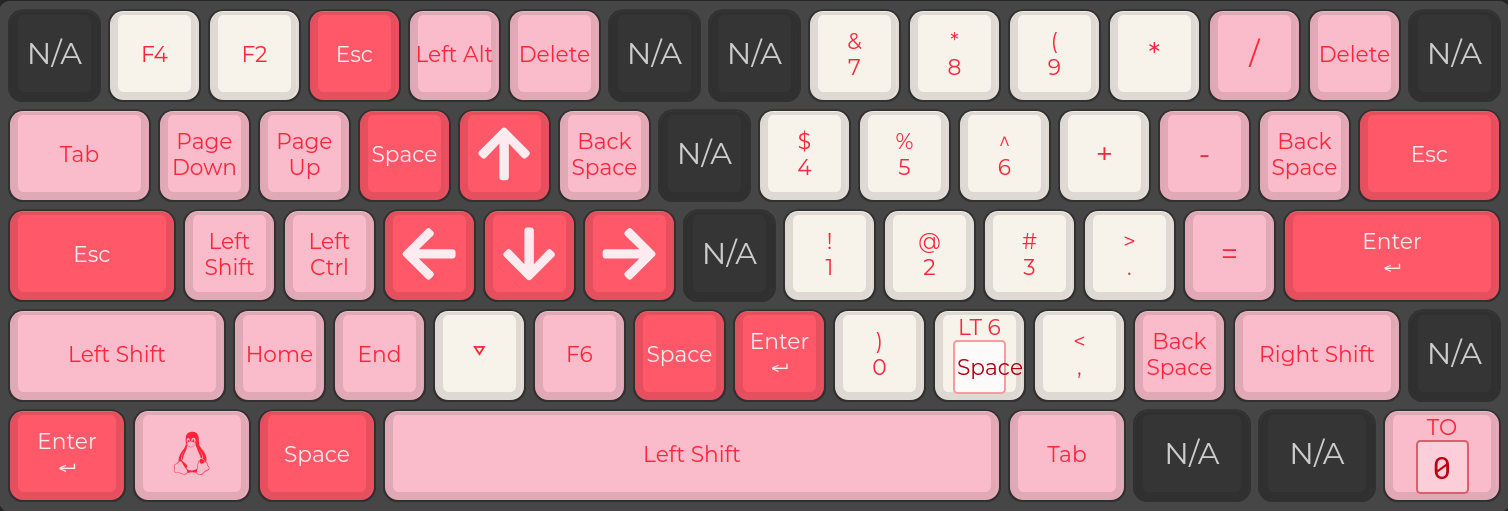 N/A F4 F2 Esc Left Alt Delete N/A N/A & * ( * / Delete N/A
7 8 9
Tab Page Page Space Back N/A $ % ^ + - Back Esc
Down Up Space 4 5 6 Space
Esc Left Left N/A ! @ # > = Enter
Shift Ctrl 1 2 3 .
Left Shift Home End F6 Space Enter ) LT 6 < Back Right Shift N/A
0 Space , Space
Enter Space Left Shift Tab N/A N/A TO
0